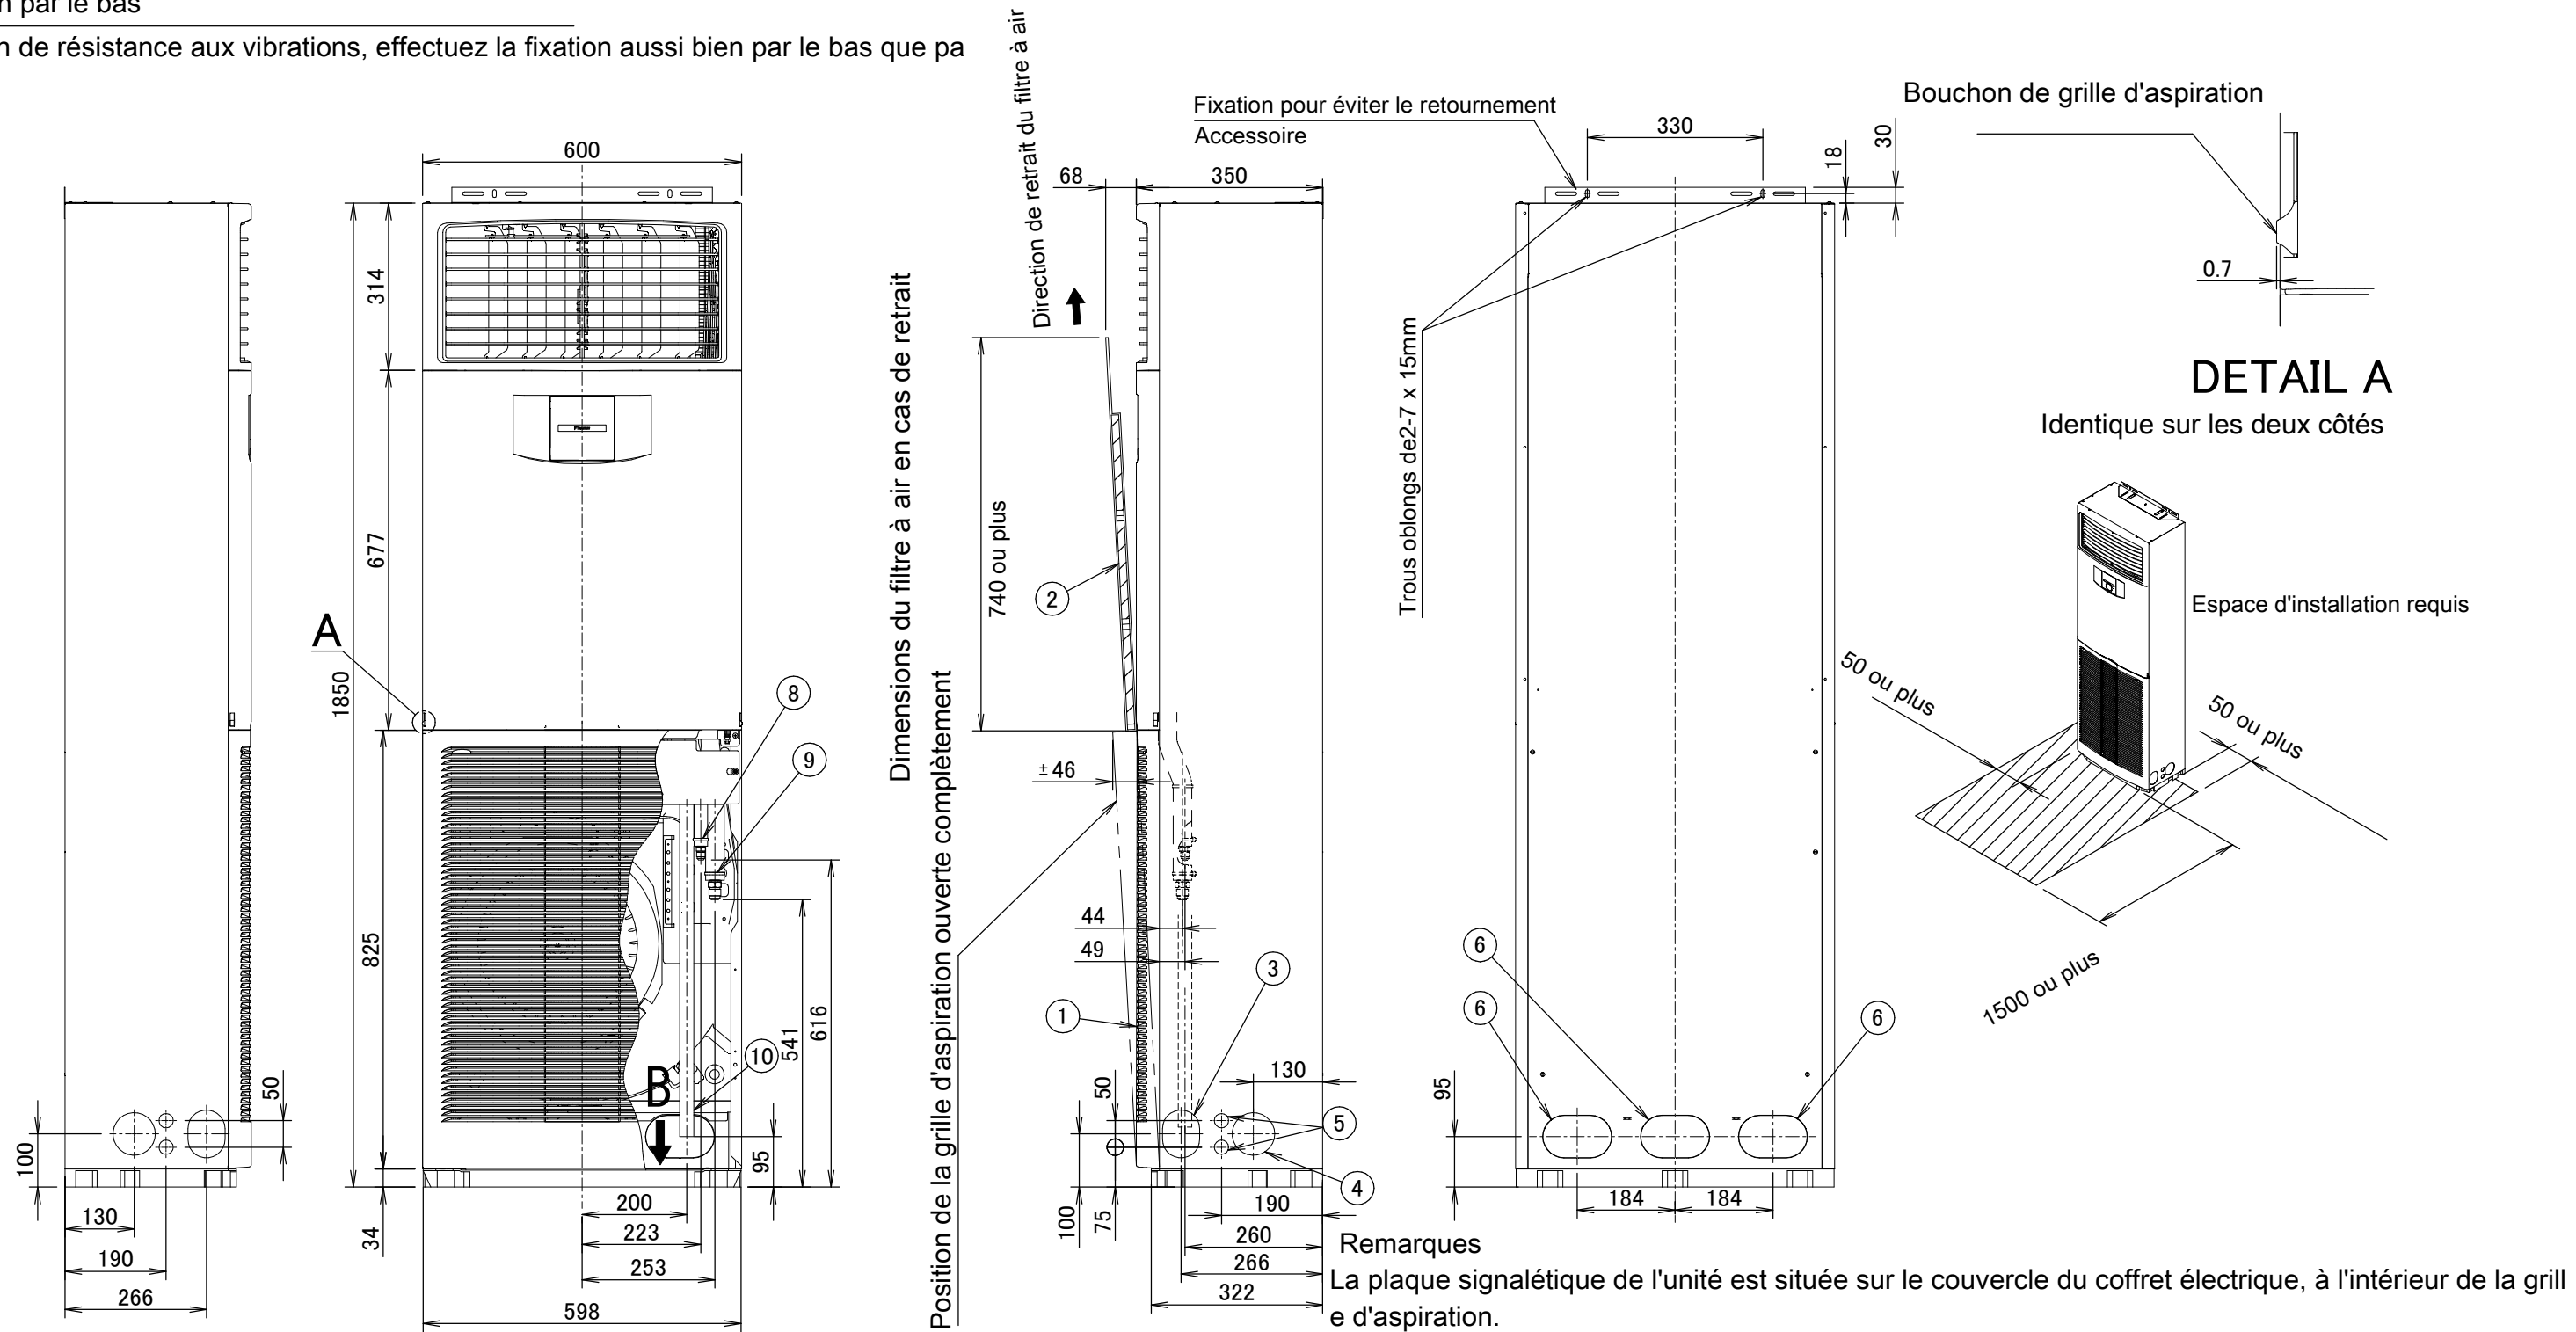 n par le bas
n de résistance aux vibrations, effectuez la fixation aussi bien par le bas que pa
600
314
677
1850
A
825
50
100
34
130
190
266
8
9
10
B
541
616
95
200
223
253
598
Dimensions du filtre à air en cas de retrait
Position de la grille d'aspiration ouverte complètement
Direction de retrait du filtre à air
Fixation pour éviter le retournement
Accessoire
68
350
740 ou plus
2
±46
44
49
3
1
130
50
5
4
100
75
190
260
266
322
330
18
30
Trous oblongs de2-7 x 15mm
6
6
6
95
184
184
Bouchon de grille d'aspiration
0.7
DETAIL A
Identique sur les deux côtés
Espace d'installation requis
50 ou plus
50 ou plus
1500 ou plus
Remarques
La plaque signalétique de l'unité est située sur le couvercle du coffret électrique, à l'intérieur de la grill
e d'aspiration.